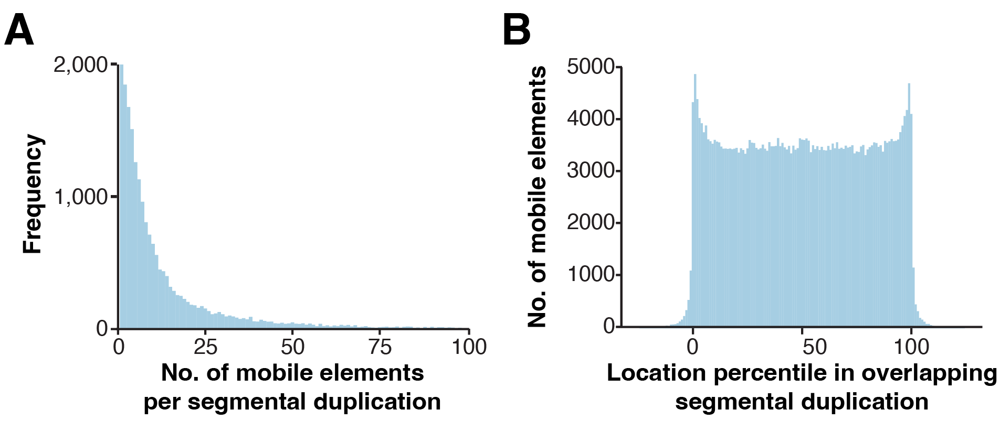 A
2,000
1,000
0
Frequency
0 25 50 75 100
No. of mobile elements
per segmental duplication
B
5000
4000
3000
2000
1000
0
No. of mobile elements
0 50 100
Location percentile in overlapping
segmental duplication